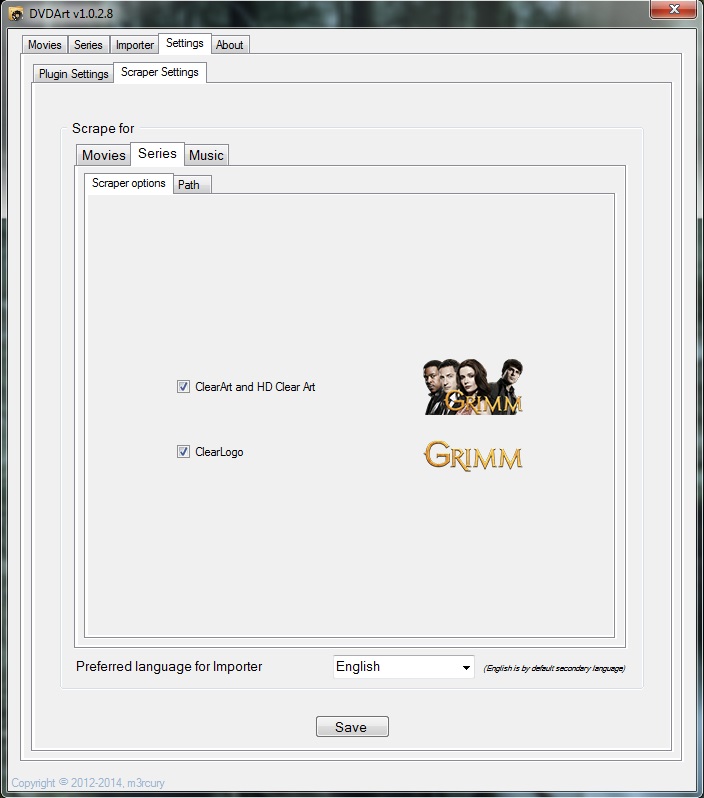 DVDArt v1.0.2.8
Movies Series Importer Settings About
Plugin Settings Scraper Settings
Scrape for
Movies Series Music
Scraper options Path
ClearArt and HD Clear Art
GRIMM
ClearLogo
GRIMM
Preferred language for Importer English (English is by default secondary language)
Save
Copyright © 2012-2014, m3rcury